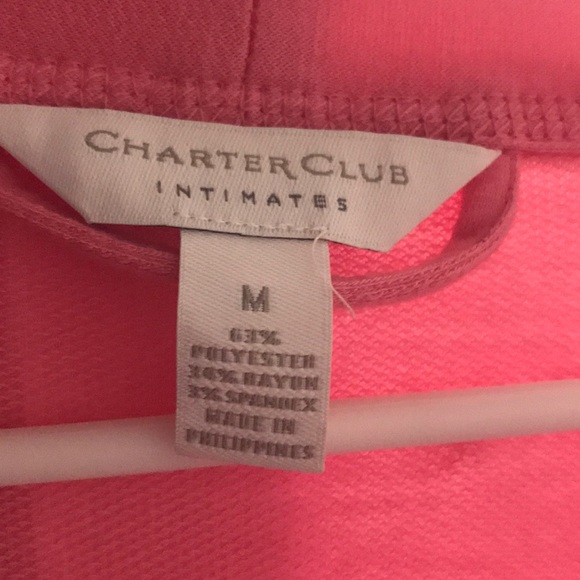 CHARTER CLUB
INTIMATES
M
63%
POLYESTER
34% RAYON
3% SPANDEX
MADE IN
PHILIPPINES